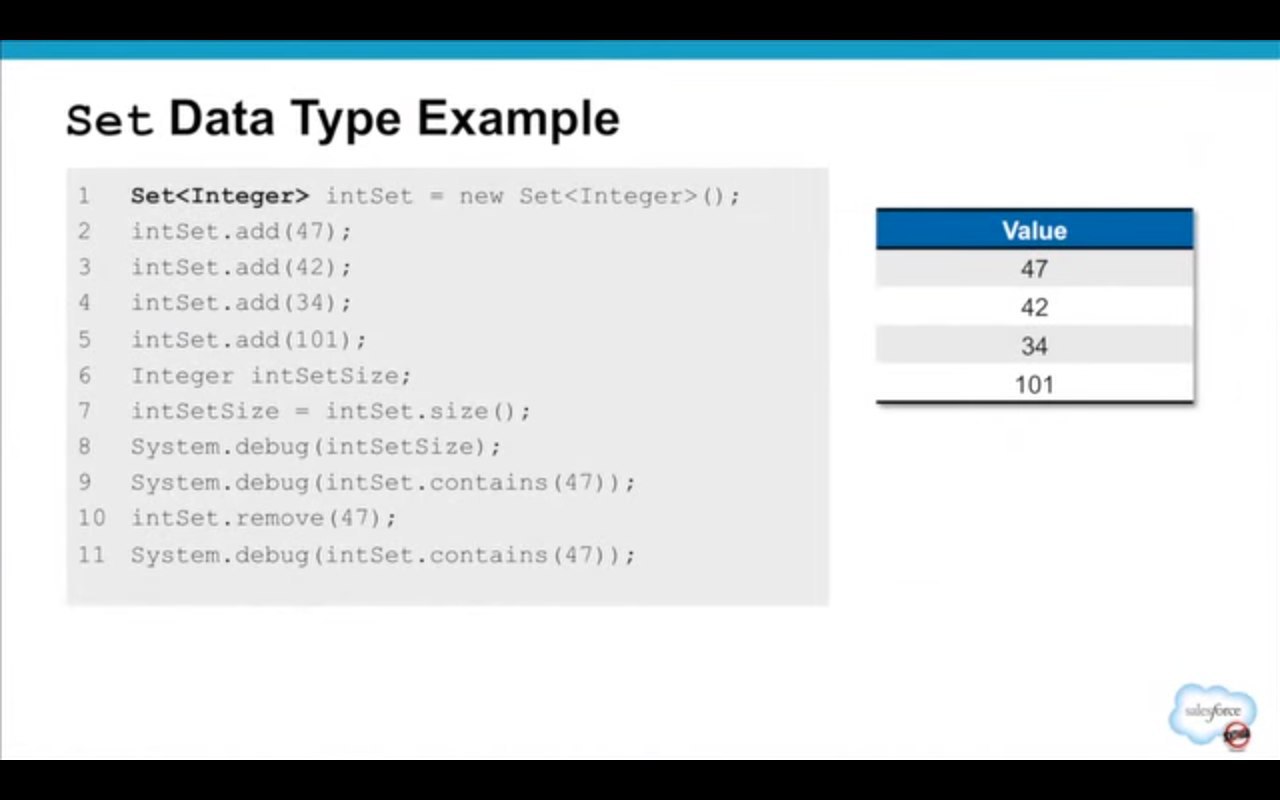 Set Data Type Example
1 Set<Integer> intSet = new Set<Integer>();
2 intSet.add(47);
3 intSet.add(42);
4 intSet.add(34);
5 intSet.add(101);
6 Integer intSetSize;
7 intSetSize = intSet.size();
8 System.debug(intSetSize);
9 System.debug(intSet.contains(47));
10 intSet.remove(47);
11 System.debug(intSet.contains(47));
Value
47
42
34
101
salesforce